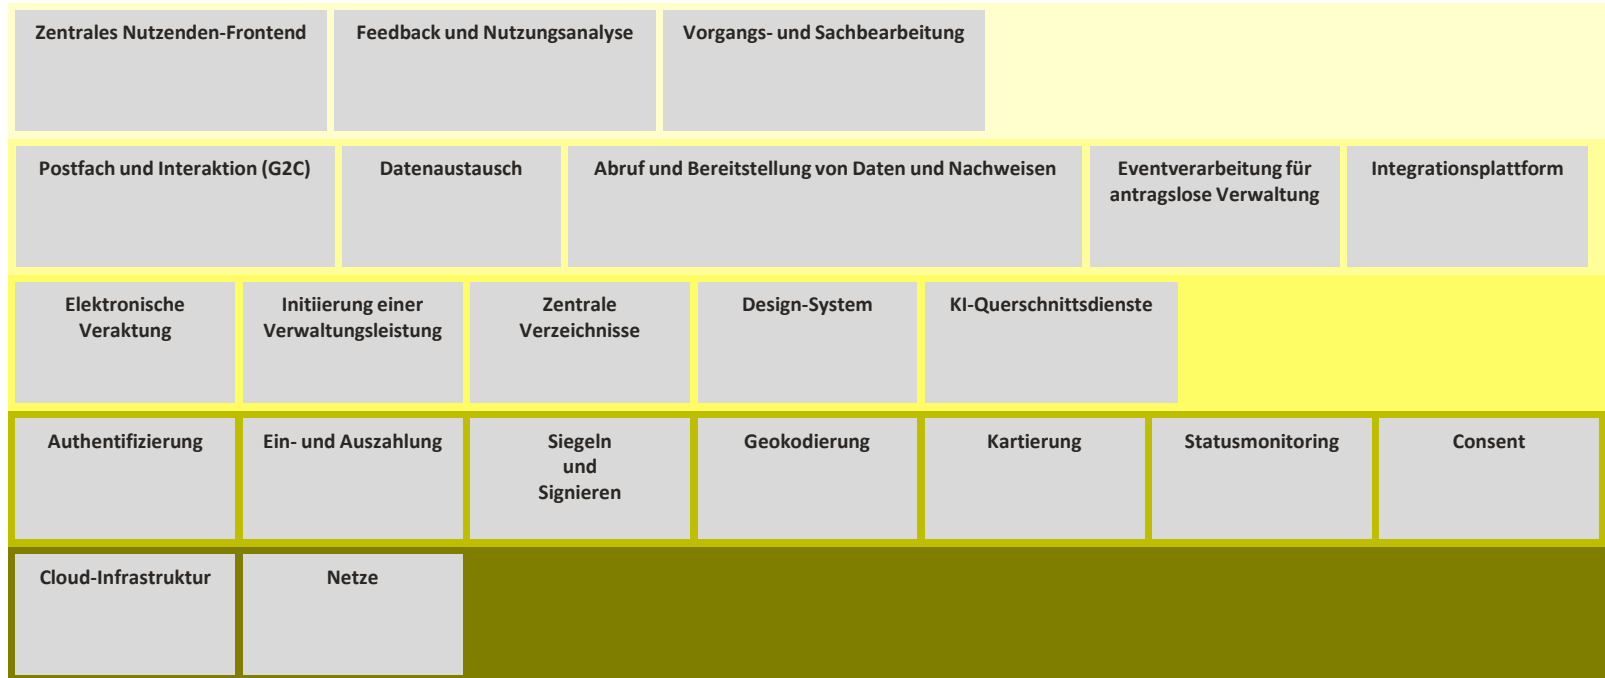 Zentrales Nutzenden-Frontend
Feedback und Nutzungsanalyse
Vorgangs- und Sachbearbeitung
Postfach und Interaktion (G2C)
Datenaustausch
Abruf und Bereitstellung von Daten und Nachweisen
Eventverarbeitung für
antragslose Verwaltung
Integrationsplattform
Elektronische
Veraktung
Initiierung einer
Verwaltungsleistung
Zentrale
Verzeichnisse
Design-System
KI-Querschnittsdienste
Authentifizierung
Ein- und Auszahlung
Siegeln
und
Signieren
Geokodierung
Kartierung
Statusmonitoring
Consent
Cloud-Infrastruktur
Netze